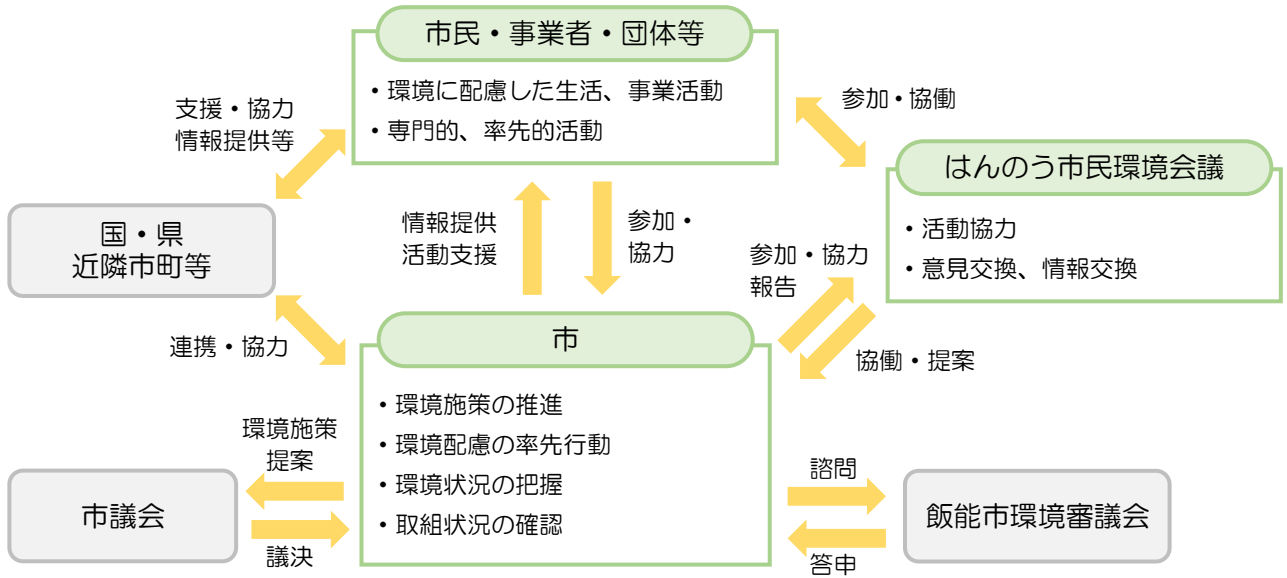 市民・事業者・団体等
・環境に配慮した生活、事業活動
・専門的、率先的活動
支援・協力
情報提供等
参加・協働
はんのう市民環境会議
・活動協力
・意見交換、情報交換
国・県
近隣市町等
情報提供
活動支援
参加・
協力
参加・協力
報告
連携・協力
市
協働・提案
・環境施策の推進
・環境配慮の率先行動
・環境状況の把握
・取組状況の確認
環境施策
提案
市議会
議決
諮問
飯能市環境審議会
答申